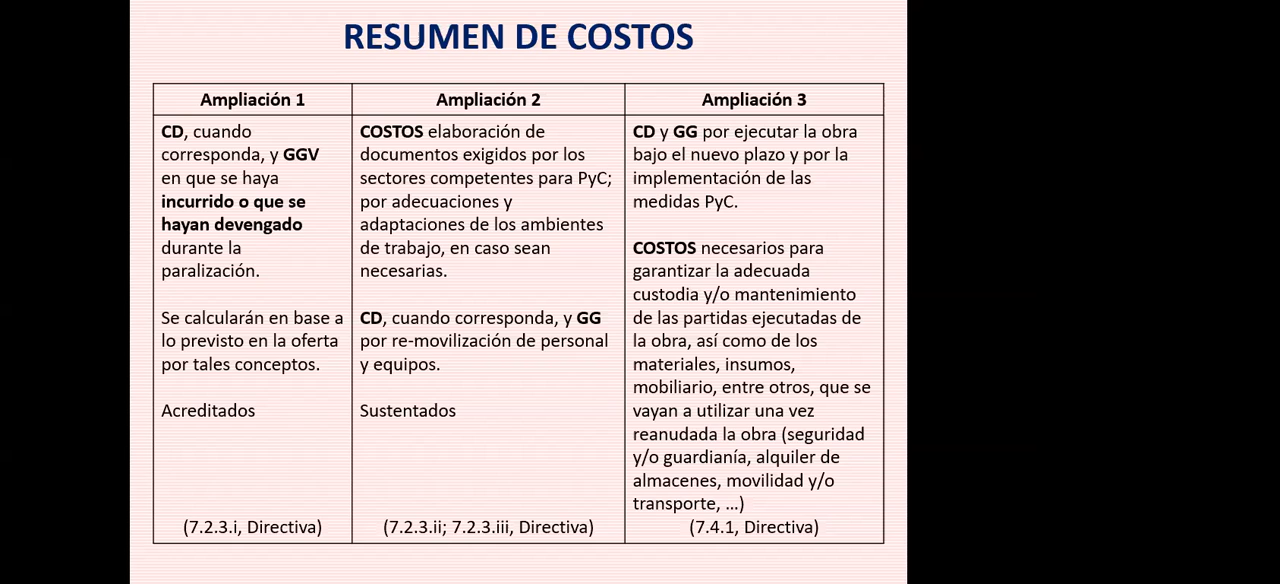 RESUMEN DE COSTOS
Ampliación 1
CD, cuando
corresponda, y GGV
en que se haya
incurrido o que se
hayan devengado
durante la
paralización.
Se calcularán en base a
lo previsto en la oferta
por tales conceptos.
Acreditados
(7.2.3.i, Directiva)
Ampliación 2
COSTOS elaboración de
documentos exigidos por los
sectores competentes para PyC;
por adecuaciones y
adaptaciones de los ambientes
de trabajo, en caso sean
necesarias.
CD, cuando corresponda, y GG
por re-movilización de personal
y equipos.
Sustentados
(7.2.3.ii; 7.2.3.iii, Directiva)
Ampliación 3
CD y GG por ejecutar la obra
bajo el nuevo plazo y por la
implementación de las
medidas PyC.
COSTOS necesarios para
garantizar la adecuada
custodia y/o mantenimiento
de las partidas ejecutadas de
la obra, así como de los
materiales, insumos,
mobiliario, entre otros, que se
vayan a utilizar una vez
reanudada la obra (seguridad
y/o guardianía, alquiler de
almacenes, movilidad y/o
transporte, ...)
(7.4.1, Directiva)